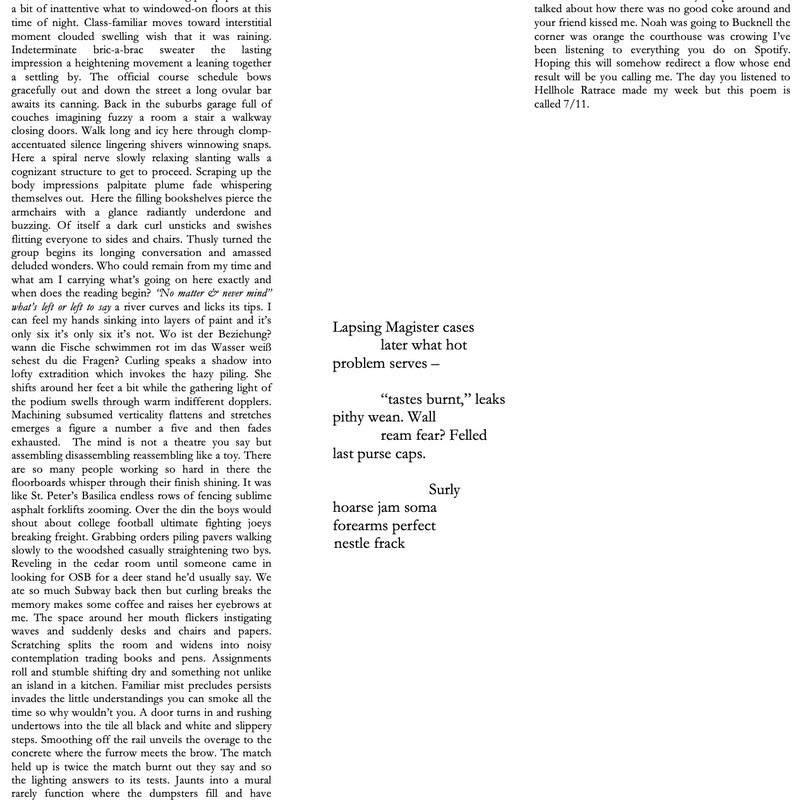 a bit of inventive what to windowed-on floors at this
time of night. Class-familiar moves toward interstitial
moment clouded swelling wish that it was raining.
Indeterminate bric-a-brac sweater the lasting
impression a heightening movement a leaning together
a settling by. The official course schedule bows
gracefully out and down the street a long ovular bar
awaits its canning. Back in the suburbs garage full of
couches imagining fuzzy a room a stair a walkway
closing doors. Walk long and icy here through clomp-
accentuated silence lingering shivers winnowing snaps.
Here a spiral nerve slowly relaxing slanting walls a
cognizant structure to get to proceed. Scraping up the
body impressions palpitate plume fade whispering
themselves out. Here the filling bookshelves pierce the
armchairs with a glance radiantly underdone and
buzzing. Of itself a dark curl unsticks and swishes
flitting everyone to sides and chairs. Thusly turned the
group begins its longing conversation and amassed
deluded wonders. Who could remain from my time and
what am I carrying what's going on here exactly and
when does the reading begin? “No matter & never mind”
what's left or left to say a river curves and licks its tips. I
can feel my hands sinking into layers of paint and it's
only six it's only six it's not. Wo ist der Beziehung?
wann die Fische schwimmen rot im das Wasser weiß
sehest du die Fragen? Curling speaks a shadow into
lofty extradition which invokes the hazy piling. She
shifts around her feet a bit while the gathering light of
the podium swells through warm indifferent dopplers.
Machining subsumed verticality flattens and stretches
emerges a figure a number a five and then fades
exhausted. The mind is not a theatre you say but
assembling disassembling reassembling like a toy. There
are so many people working so hard in there the
floorboards whisper through their finish shining. It was
like St. Peter's Basilica endless rows of fencing sublime
asphalt forklifts zooming. Over the din the boys would
shout about college football ultimate fighting joeys
breaking freight. Grabbing orders piling pavers walking
slowly to the woodshed casually straightening two bys.
Reveling in the cedar room until someone came in
looking for OSB for a deer stand he'd usually say. We
ate so much Subway back then but curling breaks the
memory makes some coffee and raises her eyebrows at
me. The space around her mouth flickers instigating
waves and suddenly desks and chairs and papers.
Scratching splits the room and widens into noisy
contemplation trading books and pens. Assignments
roll and stumble shifting dry and something not unlike
an island in a kitchen. Familiar mist precludes persists
invades the little understandings you can smoke all the
time so why wouldn't you. A door turns in and rushing
undertows into the tile all black and white and slippery
steps. Smoothing off the rail unveils the overage to the
concrete where the furrow meets the brow. The match
held up is twice the match burnt out they say and so
the lighting answers to its tests. Jaunts into a mural
rarely function where the dumpsters fill and have
Lapsing Magister cases
later what hot
problem serves –
“tastes burnt,” leaks
pithy wean. Wall
ream fear? Felled
last purse caps.
Surly
hoarse jam soma
forearms perfect
nestle frack
talked about how there was no good coke around and
your friend kissed me. Noah was going to Bucknell the
corner was orange the courthouse was crowing I've
been listening to everything you do on Spotify.
Hoping this will somehow redirect a flow whose end
result will be you calling me. The day you listened to
Hellhole Ratrace made my week but this poem is
called 7/11.